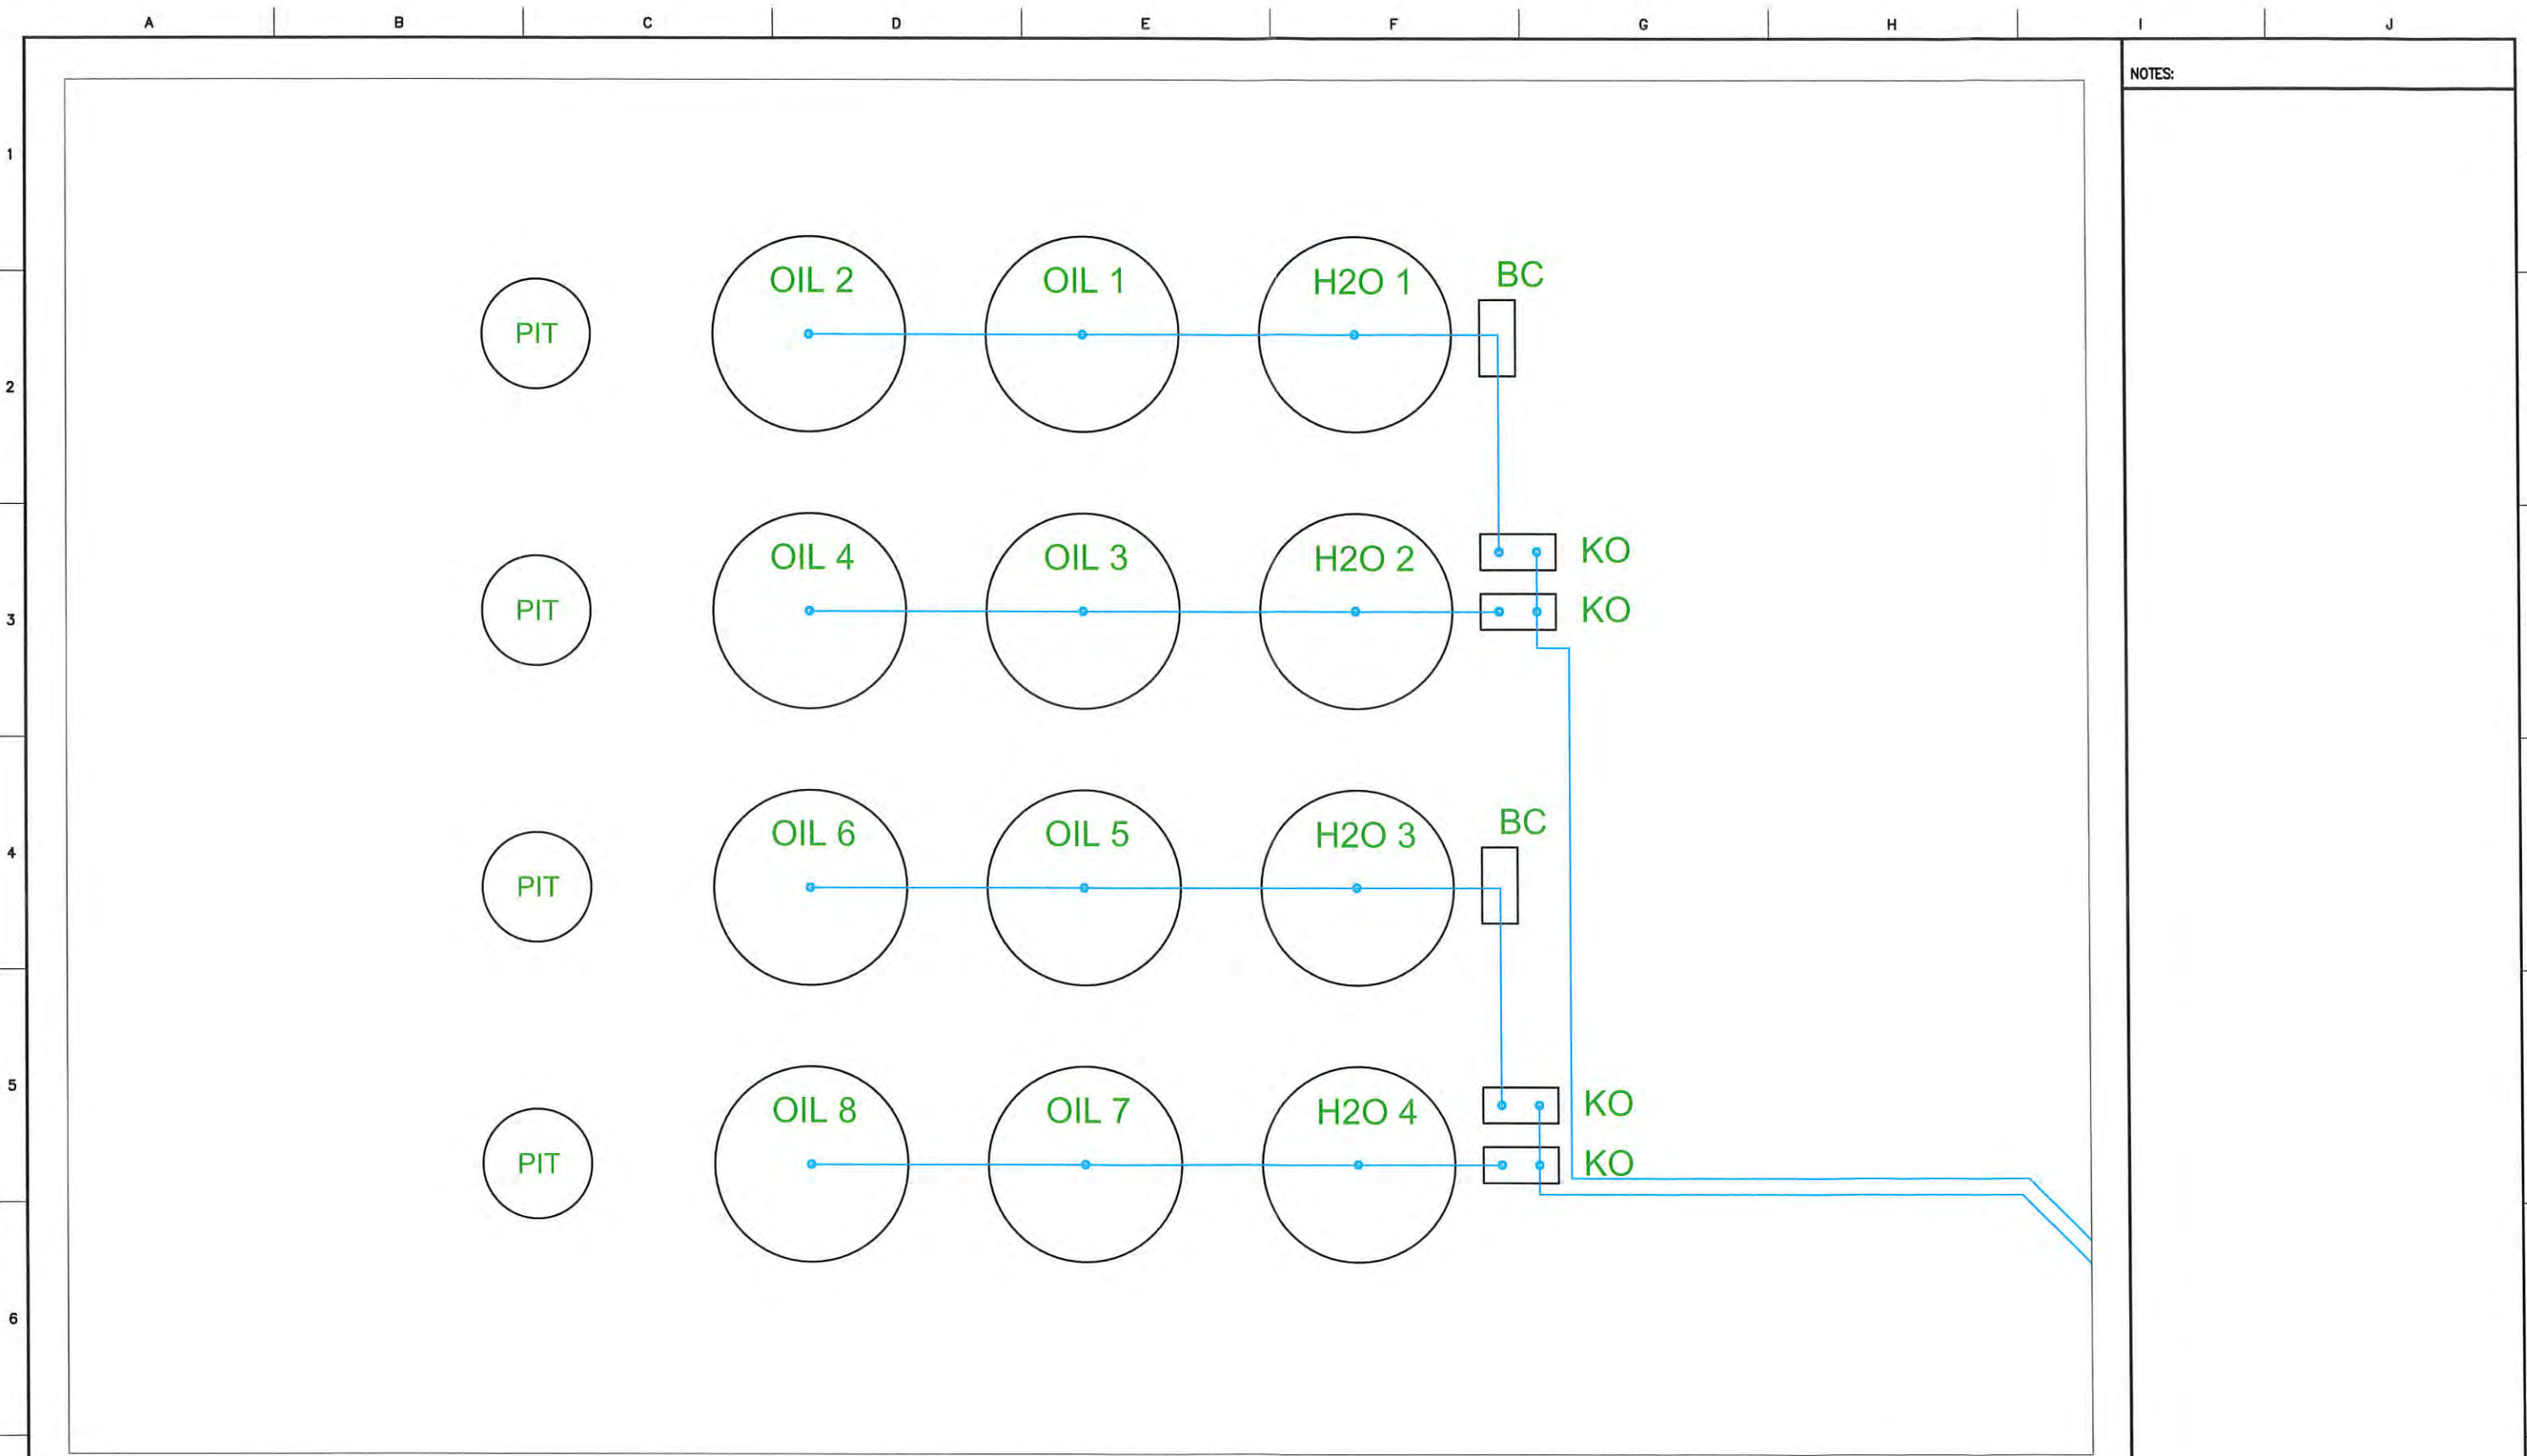 A B C D E F G H I J
NOTES:
1
OIL 2 OIL 1 H2O 1 BC
PIT
2
KO
OIL 4 OIL 3 H2O 2
PIT KO
3
BC
OIL 6 OIL 5 H2O 3
4
PIT
5
KO
OIL 8 OIL 7 H2O 4
PIT KO
6